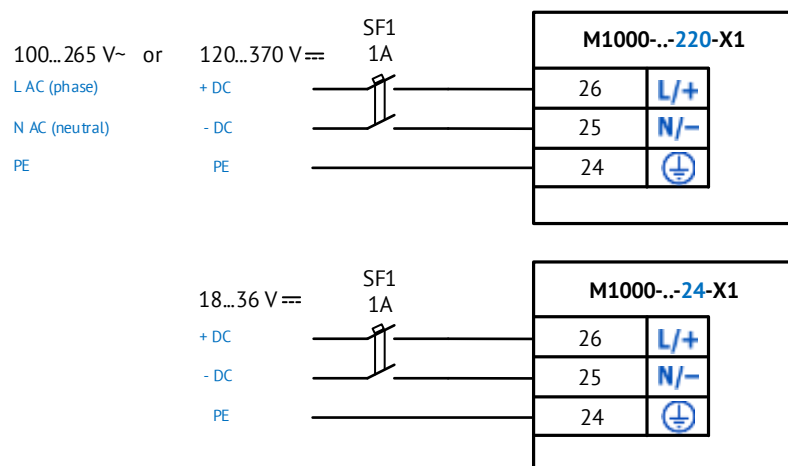 SF1
1A
M1000-..-220-X1
100...265 V~ or 120...370 V⎓
L AC (phase) + DC 26 L/+
N AC (neutral) - DC 25 N/−
PE PE 24
SF1
1A
M1000-..-24-X1
18...36 V⎓
+ DC 26 L/+
- DC 25 N/−
PE 24